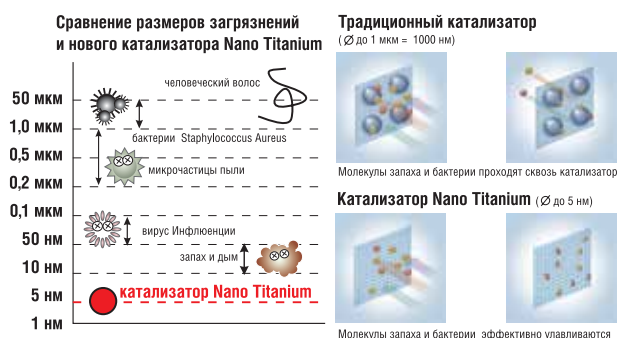 Сравнение размеров загрязнений
и нового катализатора Nano Titanium
50 мкм
1,0 мкм
0,5 мкм
0,2 мкм
0,1 мкм
50 нм
10 нм
5 нм
1 нм
человеческий волос
бактерии Staphylococcus Aureus
микрочастицы пыли
вирус Инфлюенции
запах и дым
катализатор Nano Titanium
Традиционный катализатор
(Ø до 1 мкм = 1000 нм)
Молекулы запаха и бактерии проходят сквозь катализатор
Катализатор Nano Titanium (Ø до 5 нм)
Молекулы запаха и бактерии эффективно улавливаются